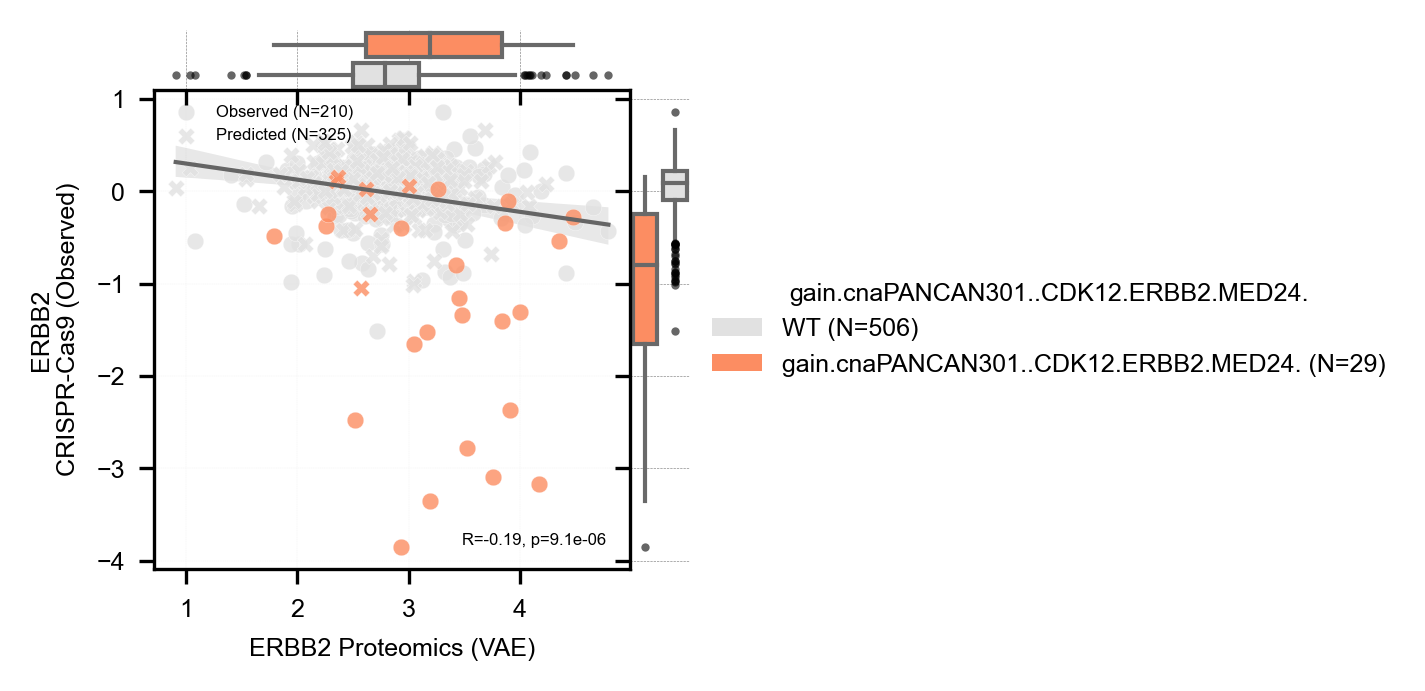 Observed (N=210)
Predicted (N=325)
1
0
−1
−2
−3
−4
ERBB2
CRISPR-Cas9 (Observed)
R=-0.19, p=9.1e-06
1 2 3 4
ERBB2 Proteomics (VAE)
gain.cnaPANCAN301..CDK12.ERBB2.MED24.
WT (N=506)
gain.cnaPANCAN301..CDK12.ERBB2.MED24. (N=29)